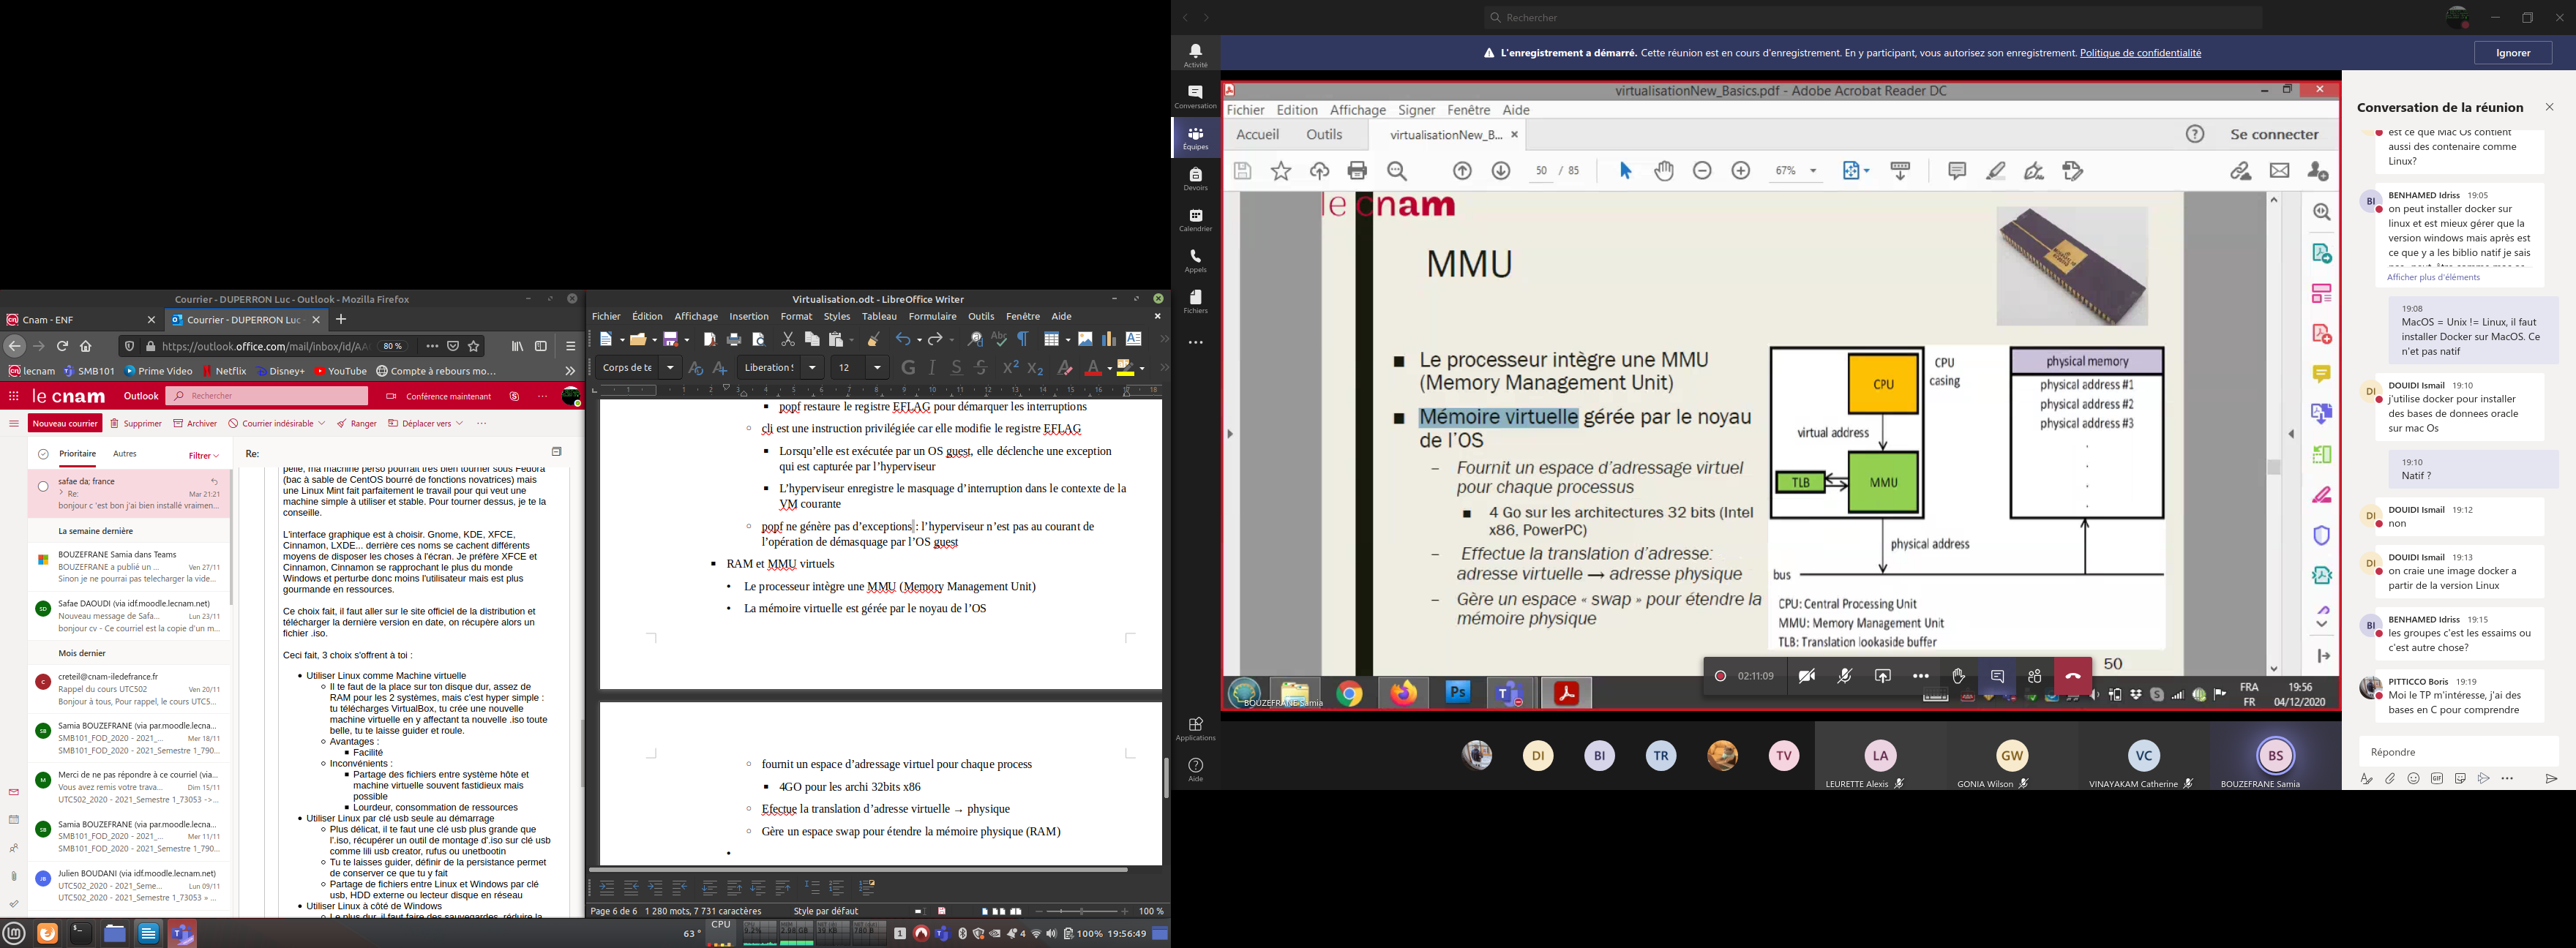 Courrier - DUPERRON Luc - Outlook - Mozilla Firefox
Cnam - ENF
Courrier - DUPERRON Luc -
https://outlook.office.com/mail/inbox/id/
80 %
lecnam
SMB101
Prime Video
Netflix
Disney+
YouTube
Compte à rebours mo...
le cnam
Outlook
Rechercher
Conférence maintenant
Nouveau courrier
Supprimer
Archiver
Courrier indésirable
Ranger
Déplacer vers
Prioritaire
Autres
Filtrer
safae da; france
Re:
Mar 21:21
bonjour c 'est bon j'ai bien installé vraimen...
La semaine dernière
BOUZEFRANE Samia dans Teams
BOUZEFRANE a publié un ...
Ven 27/11
Sinon je ne pourrai pas telecharger la vide...
Safae DAOUDI (via idf.moodle.lecnam.net)
Nouveau message de Safa...
Lun 23/11
bonjour cv - Ce courriel est la copie d'un m...
Mois dernier
creteil@cnam-iledefrance.fr
Rappel du cours UTC502
Ven 20/11
Bonjour à tous, Pour rappel, le cours UTC5...
Samia BOUZEFRANE (via par.moodle.lecna...
SMB101_FOD_2020 - 2021_...
Mer 18/11
SMB101_FOD_2020 - 2021_Semestre 1_790...
Merci de ne pas répondre à ce courriel (via...
Vous avez remis votre trava...
Dim 15/11
UTC502_2020 - 2021_Semestre 1_73053 ->...
Samia BOUZEFRANE (via par.moodle.lecna...
SMB101_FOD_2020 - 2021_...
Mer 11/11
SMB101_FOD_2020 - 2021_Semestre 1_790...
Julien BOUDANI (via idf.moodle.lecnam.net)
UTC502_2020 - 2021_Seme...
Lun 09/11
UTC502_2020 - 2021_Semestre 1_73053 » ...
Re:
pelle, ma machine perso pourrait très bien tourner sous Fedora
(bac à sable de CentOS bourré de fonctions novatrices) mais
une Linux Mint fait parfaitement le travail pour qui veut une
machine simple à utiliser et stable. Pour tourner dessus, je te la
conseille.
L'interface graphique est à choisir. Gnome, KDE, XFCE,
Cinnamon, LXDE... derrière ces noms se cachent différents
moyens de disposer les choses à l'écran. Je préfère XFCE et
Cinnamon, Cinnamon se rapprochant le plus du monde
Windows et perturbe donc moins l'utilisateur mais est plus
gourmande en ressources.
Ce choix fait, il faut aller sur le site officiel de la distribution et
télécharger la dernière version en date, on récupère alors un
fichier .iso.
Ceci fait, 3 choix s'offrent à toi :
• Utiliser Linux comme Machine virtuelle
Il te faut de la place sur ton disque dur, assez de
RAM pour les 2 systèmes, mais c'est hyper simple :
tu télécharges VirtualBox, tu crée une nouvelle
machine virtuelle en y affectant ta nouvelle .iso toute
belle, tu te laisse guider et roule.
Avantages :
Facilité
Inconvénients :
Partage des fichiers entre système hôte et
machine virtuelle souvent fastidieux mais
possible
Lourdeur, consommation de ressources
• Utiliser Linux par clé usb seule au démarrage
Plus délicat, il te faut une clé usb plus grande que
l'.iso, récupérer un outil de montage d'.iso sur clé usb
comme lili usb creator, rufus ou unetbootin
Tu te laisses guider, définir de la persistance permet
de conserver ce que tu y fait
Partage de fichiers entre Linux et Windows par clé
usb, HDD externe ou lecteur disque en réseau
• Utiliser Linux à côté de Windows
Le plus dur, il faut faire des sauvegardes, réduire la
Virtualisation.odt - LibreOffice Writer
Fichier Édition Affichage Insertion Format Styles Tableau Formulaire Outils Fenêtre Aide
Corps de te
Liberation S
12
popf restaure le registre EFLAG pour démarquer les interruptions
cli est une instruction privilégiée car elle modifie le registre EFLAG
Lorsqu'elle est exécutée par un OS guest, elle déclenche une exception
qui est capturée par l'hyperviseur
L'hyperviseur enregistre le masquage d'interruption dans le contexte de la
VM courante
popf ne génère pas d'exceptions : l'hyperviseur n'est pas au courant de
l'opération de démasquage par l'OS guest
RAM et MMU virtuels
• Le processeur intègre une MMU (Memory Management Unit)
• La mémoire virtuelle est gérée par le noyau de l'OS
fournit un espace d'adressage virtuel pour chaque process
4GO pour les archi 32bits x86
Efectue la translation d'adresse virtuelle → physique
Gère un espace swap pour étendre la mémoire physique (RAM)
Page 6 de 6
1 280 mots, 7 731 caractères
Style par défaut
100 %
63 °
CPU
1
4
100%
19:56:49
Rechercher
L'enregistrement a démarré. Cette réunion est en cours d'enregistrement. En y participant, vous autorisez son enregistrement. Politique de confidentialité
Ignorer
Activité
Conversation
Équipes
Devoirs
Calendrier
Appels
Fichiers
Applications
Aide
virtualisationNew_Basics.pdf - Adobe Acrobat Reader DC
Fichier Edition Affichage Signer Fenêtre Aide
Accueil
Outils
virtualisationNew_B...
Se connecter
50 / 85
67%
le cnam
MMU
Le processeur intègre une MMU
(Memory Management Unit)
Mémoire virtuelle gérée par le noyau
de l'OS
– Fournit un espace d'adressage virtuel
pour chaque processus
4 Go sur les architectures 32 bits (Intel
x86, PowerPC)
– Effectue la translation d'adresse:
adresse virtuelle → adresse physique
– Gère un espace « swap » pour étendre la
mémoire physique
CPU
CPU
casing
virtual address
TLB
MMU
physical address
bus
physical memory
physical address #1
physical address #2
physical address #3
CPU: Central Processing Unit
MMU: Memory Management Unit
TLB: Translation lookaside buffer
50
02:11:09
BOUZEFRANE Samia
Ps
FRA
FR
19:56
04/12/2020
DI
BI
TR
TV
LA
LEURETTE Alexis
GW
GONIA Wilson
VC
VINAYAKAM Catherine
BS
BOUZEFRANE Samia
Conversation de la réunion
est ce que Mac Os contient
aussi des contenaire comme
Linux?
BENHAMED Idriss 19:05
on peut installer docker sur
linux et est mieux gérer que la
version windows mais après est
ce que y a les biblio natif je sais
Afficher plus d'éléments
19:08
MacOS = Unix != Linux, il faut
installer Docker sur MacOS. Ce
n'et pas natif
DOUIDI Ismail 19:10
j'utilise docker pour installer
des bases de donnees oracle
sur mac Os
19:10
Natif ?
DOUIDI Ismail 19:12
non
DOUIDI Ismail 19:13
on craie une image docker a
partir de la version Linux
BENHAMED Idriss 19:15
les groupes c'est les essaims ou
c'est autre chose?
PITTICCO Boris 19:19
Moi le TP m'intéresse, j'ai des
bases en C pour comprendre
Répondre